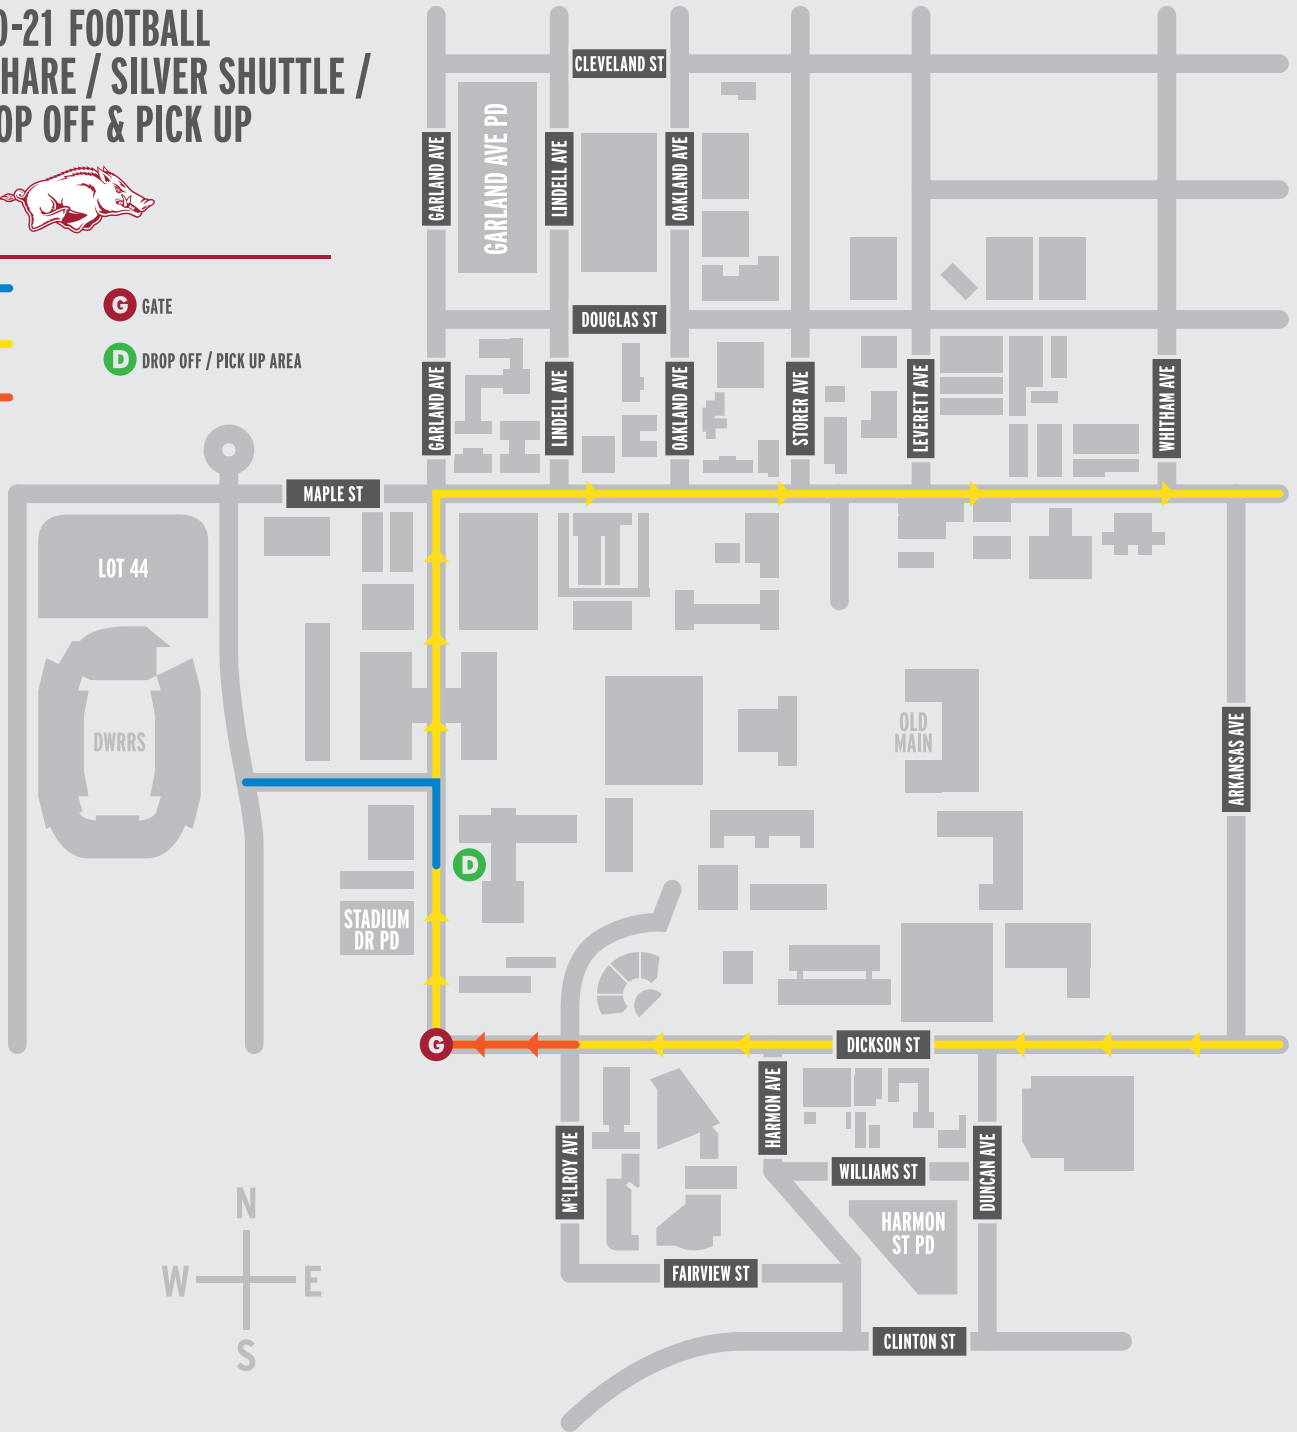 0-21 FOOTBALL
HARE / SILVER SHUTTLE /
OP OFF & PICK UP
G GATE
D DROP OFF / PICK UP AREA
CLEVELAND ST
GARLAND AVE PD
GARLAND AVE
LINDELL AVE
OAKLAND AVE
DOUGLAS ST
GARLAND AVE
LINDELL AVE
OAKLAND AVE
STORER AVE
LEVERETT AVE
WHITHAM AVE
MAPLE ST
LOT 44
DWRRS
OLD
MAIN
ARKANSAS AVE
D
STADIUM
DR PD
G
DICKSON ST
HARMON AVE
MCLLROY AVE
WILLIAMS ST
DUNCAN AVE
HARMON
ST PD
FAIRVIEW ST
CLINTON ST
N
W E
S